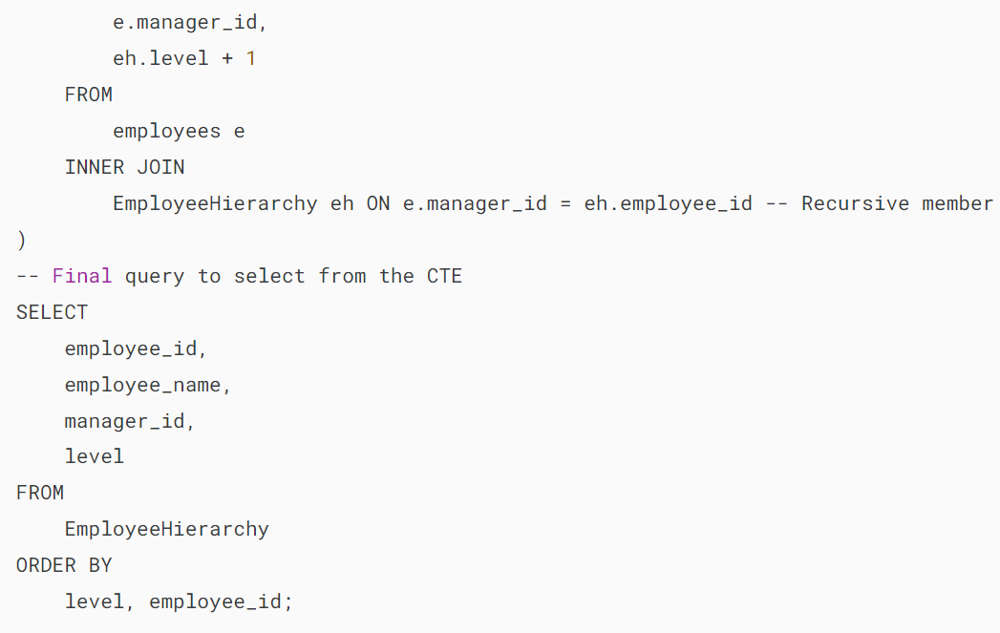 e.manager_id,
        eh.level + 1
    FROM
        employees e
    INNER JOIN
        EmployeeHierarchy eh ON e.manager_id = eh.employee_id -- Recursive member
)
-- Final query to select from the CTE
SELECT
    employee_id,
    employee_name,
    manager_id,
    level
FROM
    EmployeeHierarchy
ORDER BY
    level, employee_id;